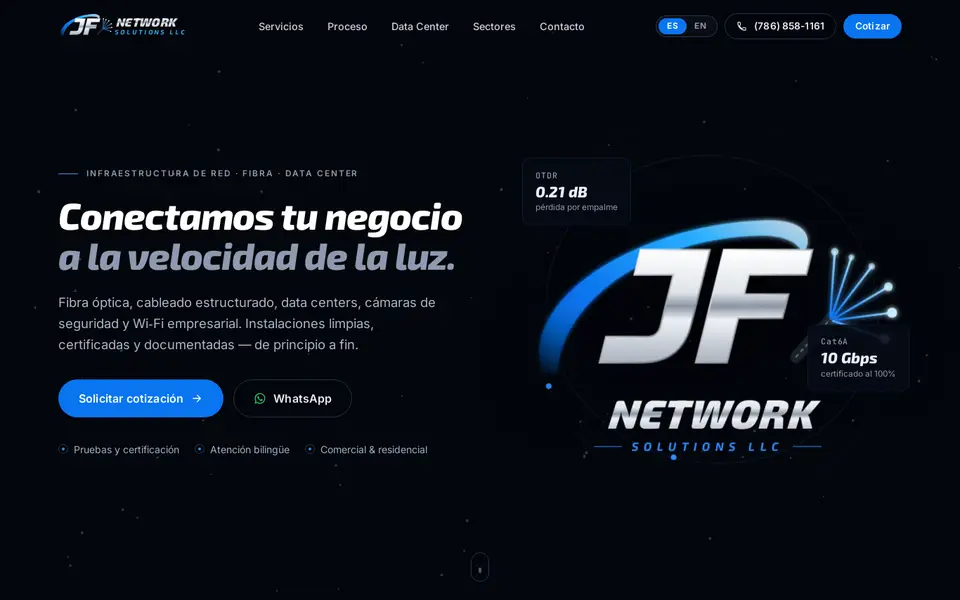 JF NETWORK
SOLUTIONS LLC
Servicios
Proceso
Data Center
Sectores
Contacto
ES
EN
(786) 858-1161
Cotizar
INFRAESTRUCTURA DE RED · FIBRA · DATA CENTER
Conectamos tu negocio
a la velocidad de la luz.
Fibra óptica, cableado estructurado, data centers, cámaras de
seguridad y Wi-Fi empresarial. Instalaciones limpias,
certificadas y documentadas — de principio a fin.
Solicitar cotización →
WhatsApp
Pruebas y certificación
Atención bilingüe
Comercial & residencial
OTDR
0.21 dB
pérdida por empalme
JF
Cat6A
10 Gbps
certificado al 100%
NETWORK
SOLUTIONS LLC